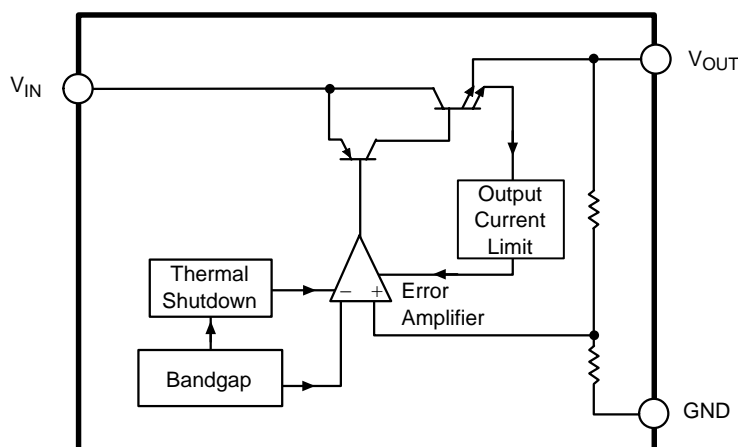 V_IN
V_OUT
Output
Current
Limit
Thermal
Shutdown
− +
Error
Amplifier
Bandgap
GND